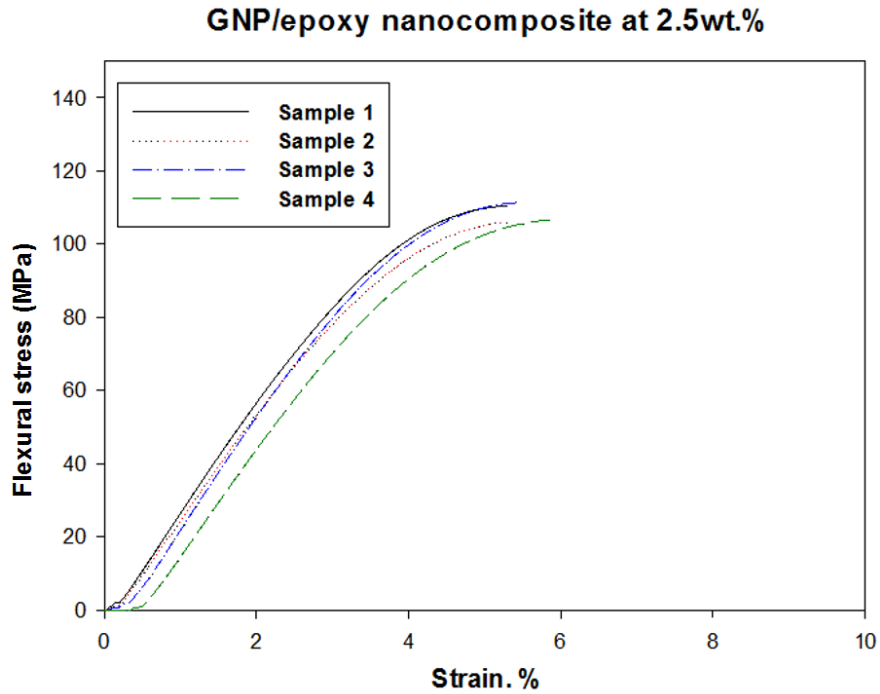 GNP/epoxy nanocomposite at 2.5wt.%
140
120
100
80
60
40
20
0
Flexural stress (MPa)
Sample 1
Sample 2
Sample 3
Sample 4
0 2 4 6 8 10
Strain. %